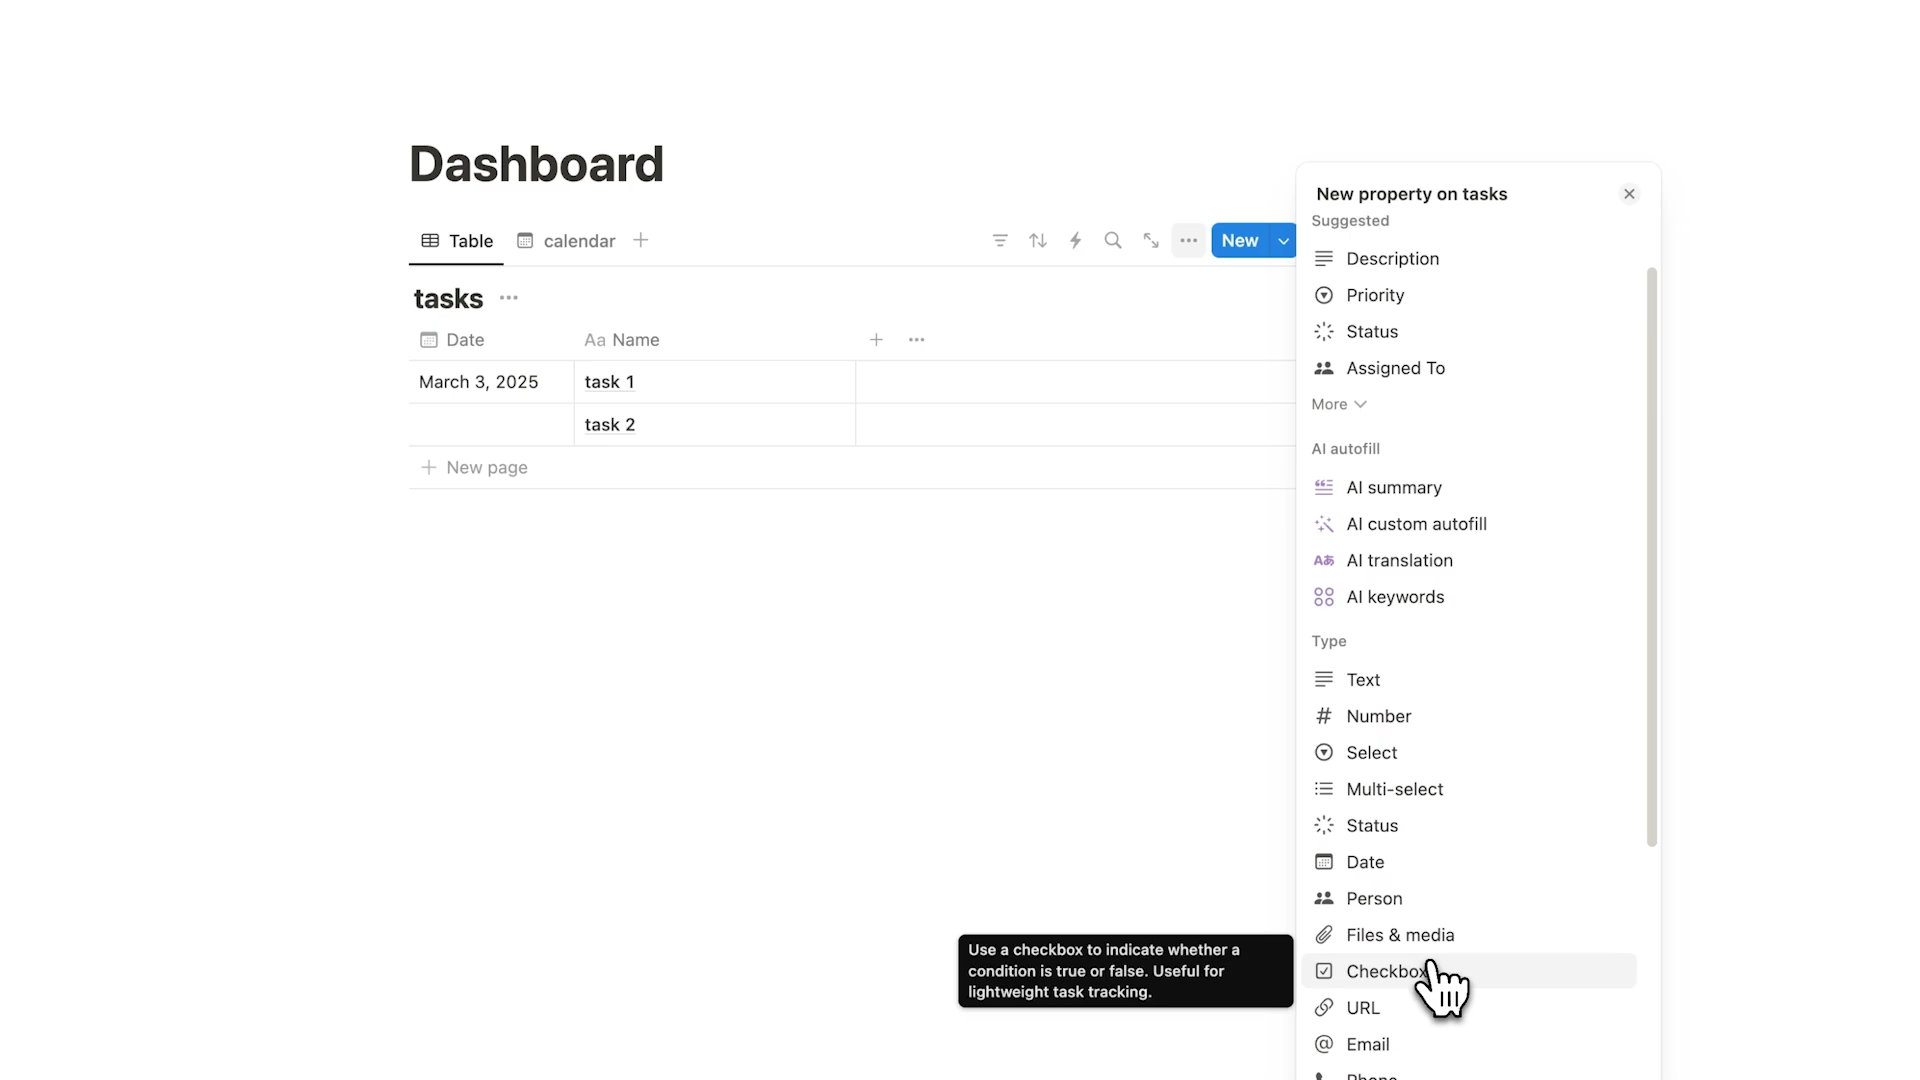 Dashboard
Table
calendar
New
tasks
Date
Aa Name
March 3, 2025
task 1
task 2
New page
New property on tasks
Suggested
Description
Priority
Status
Assigned To
More
AI autofill
AI summary
AI custom autofill
Aあ AI translation
AI keywords
Type
Text
Number
Select
Multi-select
Status
Date
Person
Files & media
Checkbox
URL
@ Email
Phone
Use a checkbox to indicate whether a
condition is true or false. Useful for
lightweight task tracking.